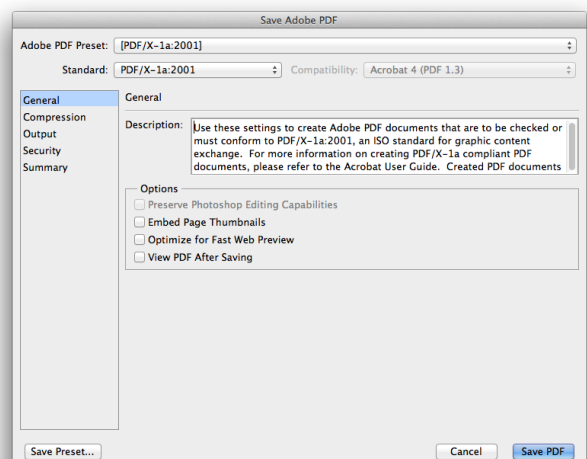 Save Adobe PDF
Adobe PDF Preset: [PDF/X-1a:2001]
Standard: PDF/X-1a:2001 Compatibility: Acrobat 4 (PDF 1.3)
General
Compression
Output
Security
Summary
General
Description: Use these settings to create Adobe PDF documents that are to be checked or
must conform to PDF/X-1a:2001, an ISO standard for graphic content
exchange. For more information on creating PDF/X-1a compliant PDF
documents, please refer to the Acrobat User Guide. Created PDF documents
Options
Preserve Photoshop Editing Capabilities
Embed Page Thumbnails
Optimize for Fast Web Preview
View PDF After Saving
Save Preset... Cancel Save PDF